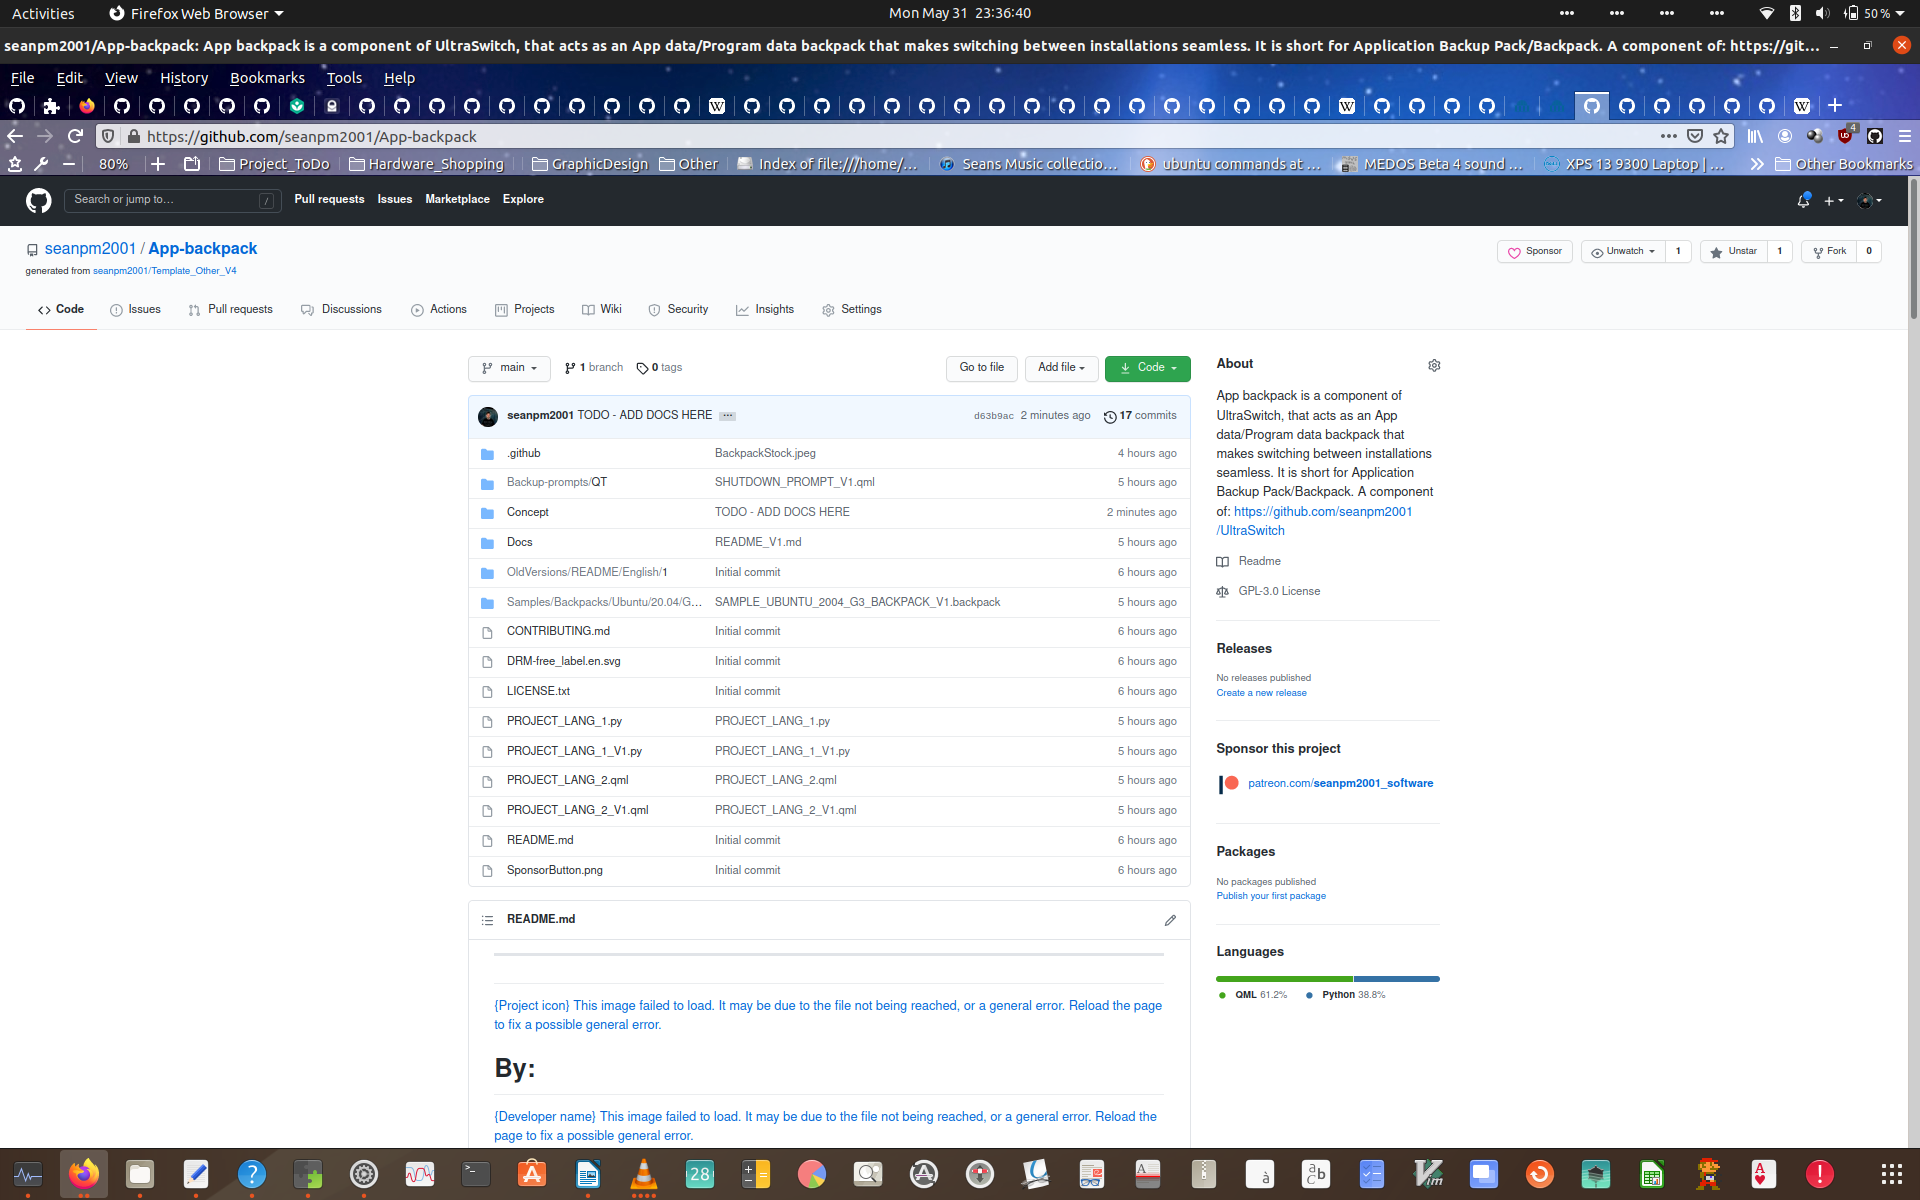 Activities
Firefox Web Browser
Mon May 31 23:36:40
50 %
seanpm2001/App-backpack: App backpack is a component of UltraSwitch, that acts as an App data/Program data backpack that makes switching between installations seamless. It is short for Application Backup Pack/Backpack. A component of: https://git…
File Edit View History Bookmarks Tools Help
https://github.com/seanpm2001/App-backpack
4
80%
Project_ToDo
Hardware_Shopping
GraphicDesign
Other
Index of file:///home/…
Seans Music collectio…
ubuntu commands at …
MEDOS Beta 4 sound …
XPS 13 9300 Laptop | …
Other Bookmarks
Search or jump to…
/
Pull requests Issues Marketplace Explore
seanpm2001 / App-backpack
generated from seanpm2001/Template_Other_V4
Sponsor
Unwatch 1
Unstar 1
Fork 0
Code
Issues
Pull requests
Discussions
Actions
Projects
Wiki
Security
Insights
Settings
main
1 branch
0 tags
Go to file
Add file
Code
seanpm2001 TODO - ADD DOCS HERE
d63b9ac 2 minutes ago
17 commits
.github BackpackStock.jpeg 4 hours ago
Backup-prompts/QT SHUTDOWN_PROMPT_V1.qml 5 hours ago
Concept TODO - ADD DOCS HERE 2 minutes ago
Docs README_V1.md 5 hours ago
OldVersions/README/English/1 Initial commit 6 hours ago
Samples/Backpacks/Ubuntu/20.04/G… SAMPLE_UBUNTU_2004_G3_BACKPACK_V1.backpack 5 hours ago
CONTRIBUTING.md Initial commit 6 hours ago
DRM-free_label.en.svg Initial commit 6 hours ago
LICENSE.txt Initial commit 6 hours ago
PROJECT_LANG_1.py PROJECT_LANG_1.py 5 hours ago
PROJECT_LANG_1_V1.py PROJECT_LANG_1_V1.py 5 hours ago
PROJECT_LANG_2.qml PROJECT_LANG_2.qml 5 hours ago
PROJECT_LANG_2_V1.qml PROJECT_LANG_2_V1.qml 5 hours ago
README.md Initial commit 6 hours ago
SponsorButton.png Initial commit 6 hours ago
README.md
{Project icon} This image failed to load. It may be due to the file not being reached, or a general error. Reload the page
to fix a possible general error.
By:
{Developer name} This image failed to load. It may be due to the file not being reached, or a general error. Reload the
page to fix a possible general error.
About
App backpack is a component of
UltraSwitch, that acts as an App
data/Program data backpack that
makes switching between installations
seamless. It is short for Application
Backup Pack/Backpack. A component
of: https://github.com/seanpm2001
/UltraSwitch
Readme
GPL-3.0 License
Releases
No releases published
Create a new release
Sponsor this project
patreon.com/seanpm2001_software
Packages
No packages published
Publish your first package
Languages
QML 61.2%
Python 38.8%
28